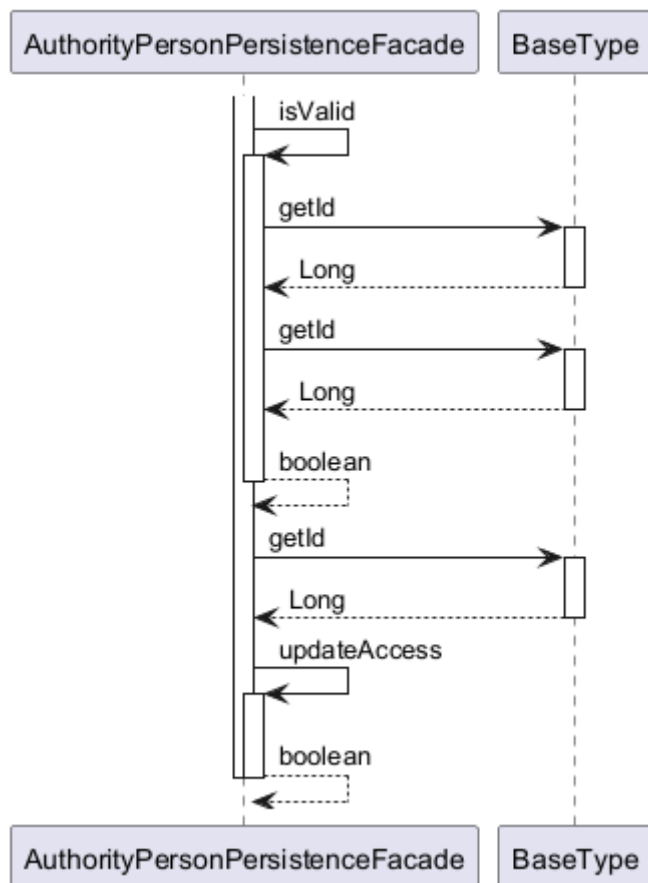 AuthorityPersonPersistenceFacade BaseType
isValid
getId
Long
getId
Long
boolean
getId
Long
updateAccess
boolean
AuthorityPersonPersistenceFacade BaseType